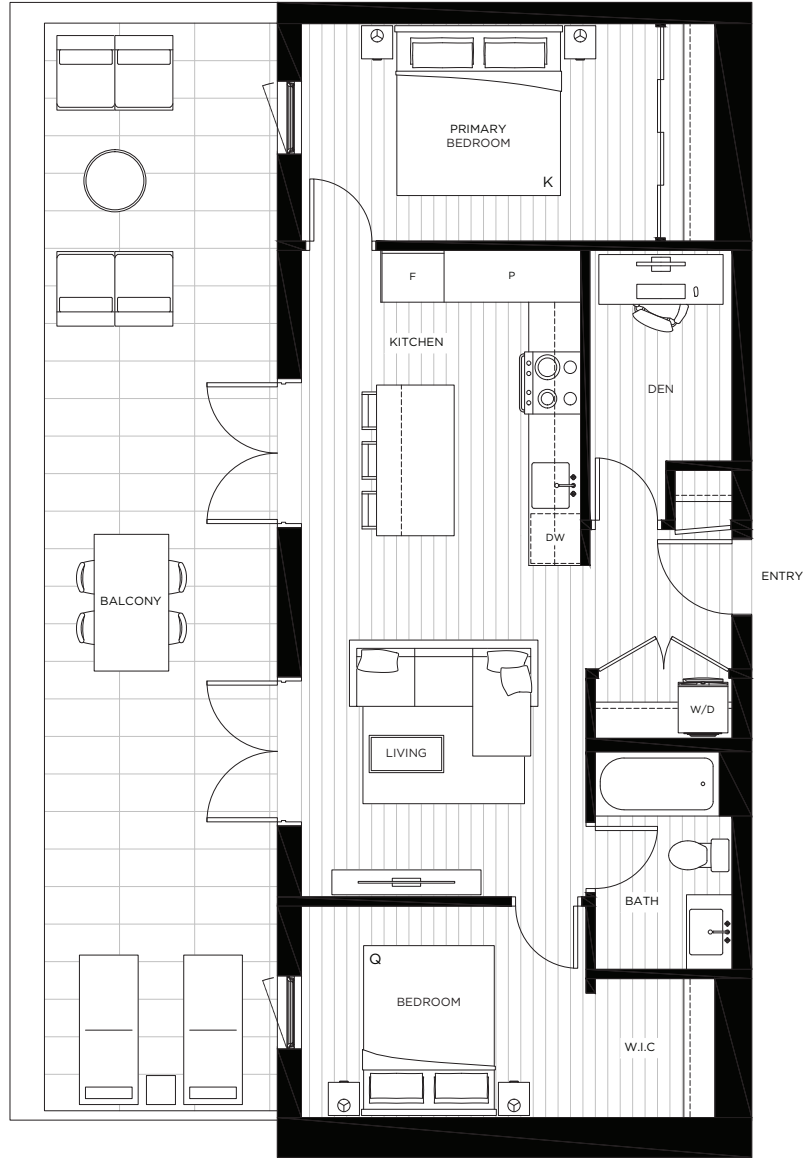 PRIMARY
BEDROOM
K
F
P
KITCHEN
DEN
DW
ENTRY
BALCONY
W/D
LIVING
BATH
Q
BEDROOM
W.I.C